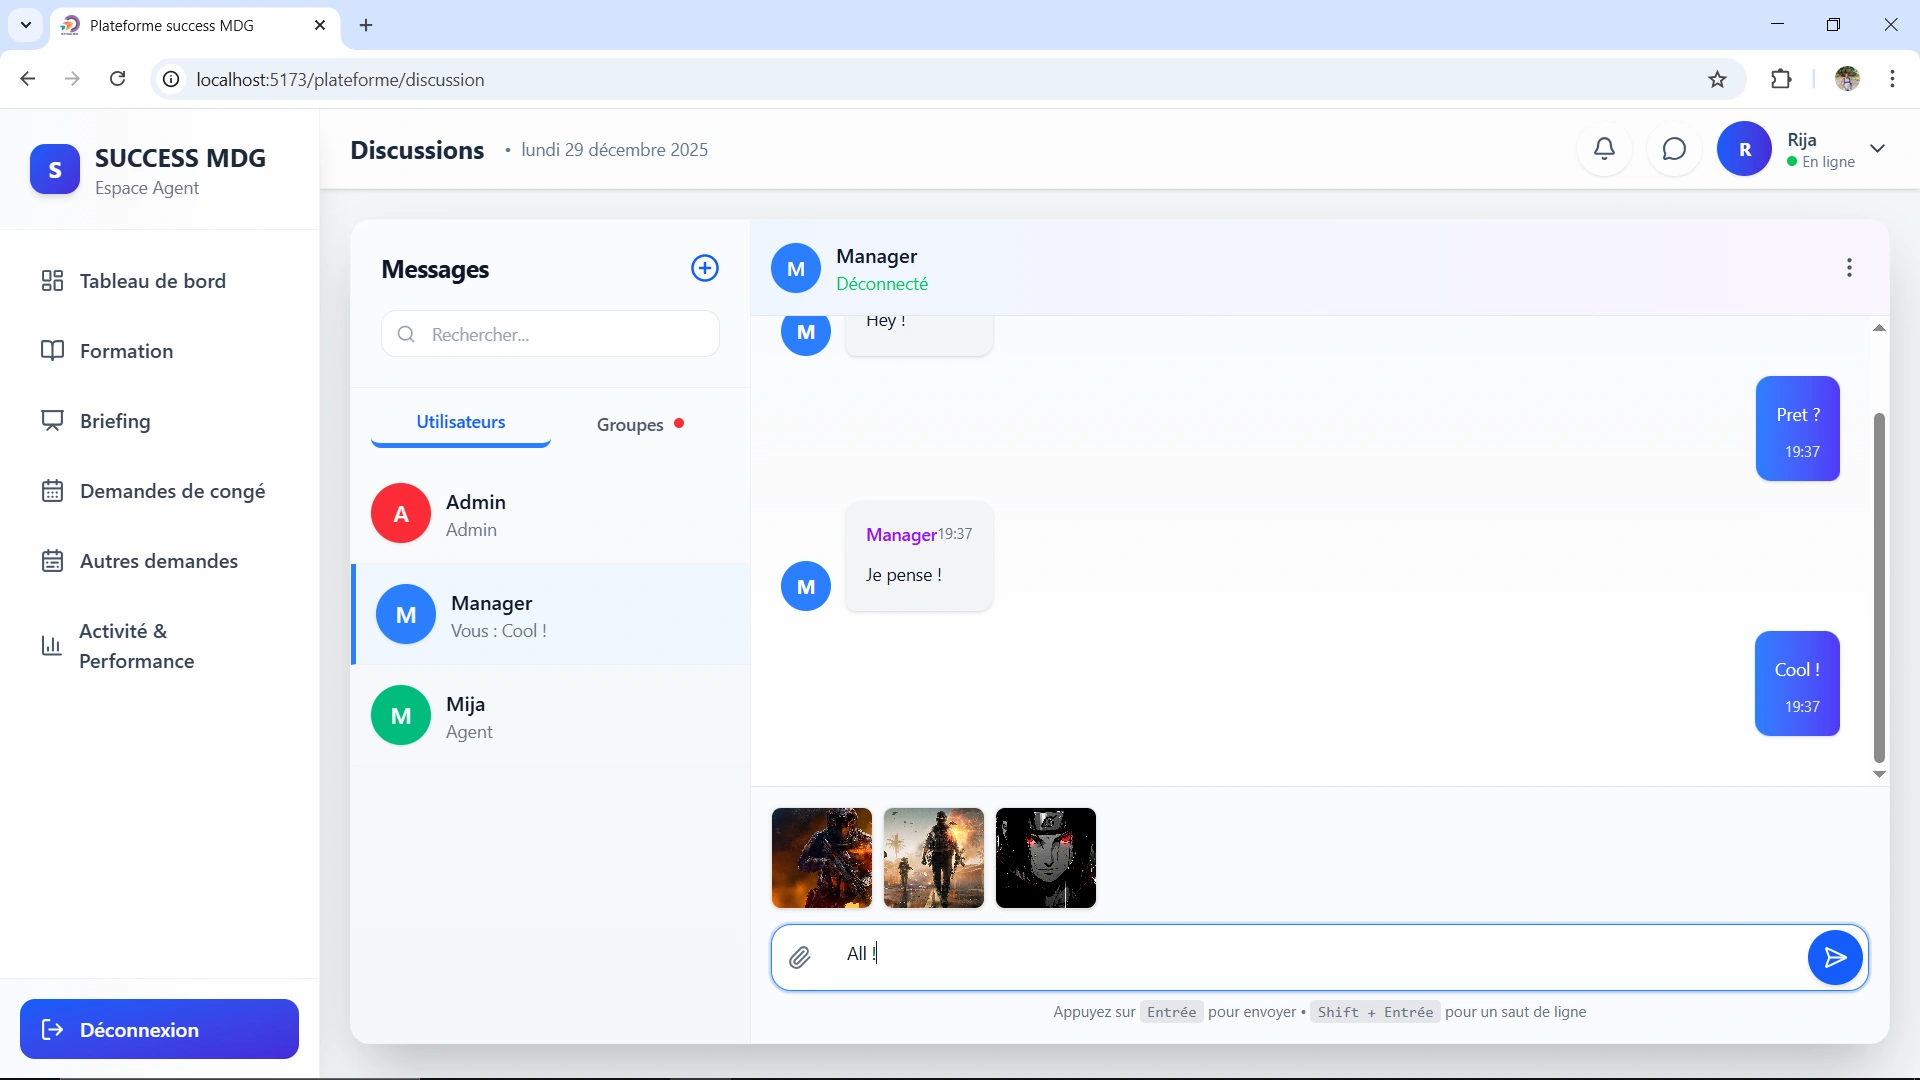 Plateforme success MDG
localhost:5173/plateforme/discussion
S
SUCCESS MDG
Espace Agent
Tableau de bord
Formation
Briefing
Demandes de congé
Autres demandes
Activité &
Performance
Déconnexion
Discussions • lundi 29 décembre 2025
R
Rija
En ligne
Messages
Rechercher...
Utilisateurs
Groupes
A
Admin
Admin
M
Manager
Vous : Cool !
M
Mija
Agent
M
Manager
Déconnecté
M
Hey !
Pret ?
19:37
Manager19:37
Je pense !
M
Cool !
19:37
All !
Appuyez sur Entrée pour envoyer • Shift + Entrée pour un saut de ligne